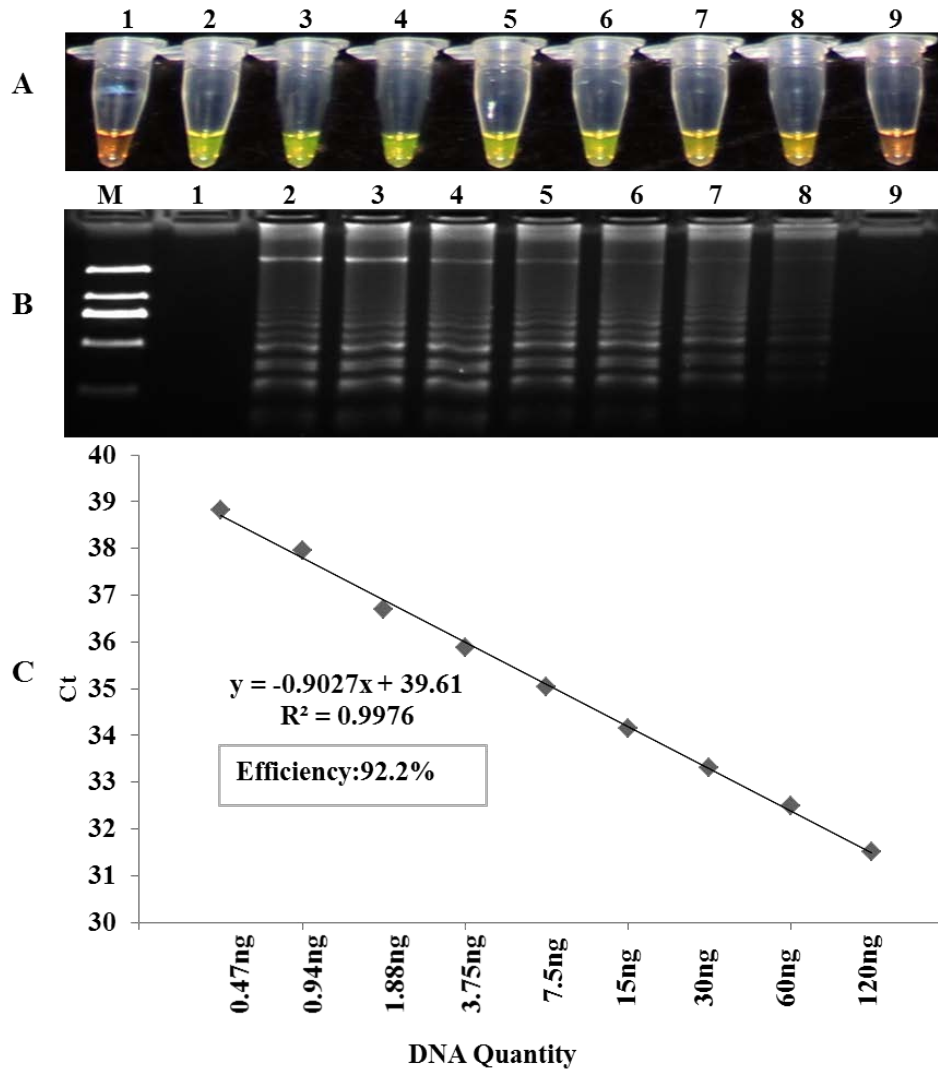 1 2 3 4 5 6 7 8 9
A
M 1 2 3 4 5 6 7 8 9
B
40
39
38
37
36
35
34
33
32
31
30
C
Ct
y = -0.9027x + 39.61
R² = 0.9976
Efficiency:92.2%
0.47ng
0.94ng
1.88ng
3.75ng
7.5ng
15ng
30ng
60ng
120ng
DNA Quantity